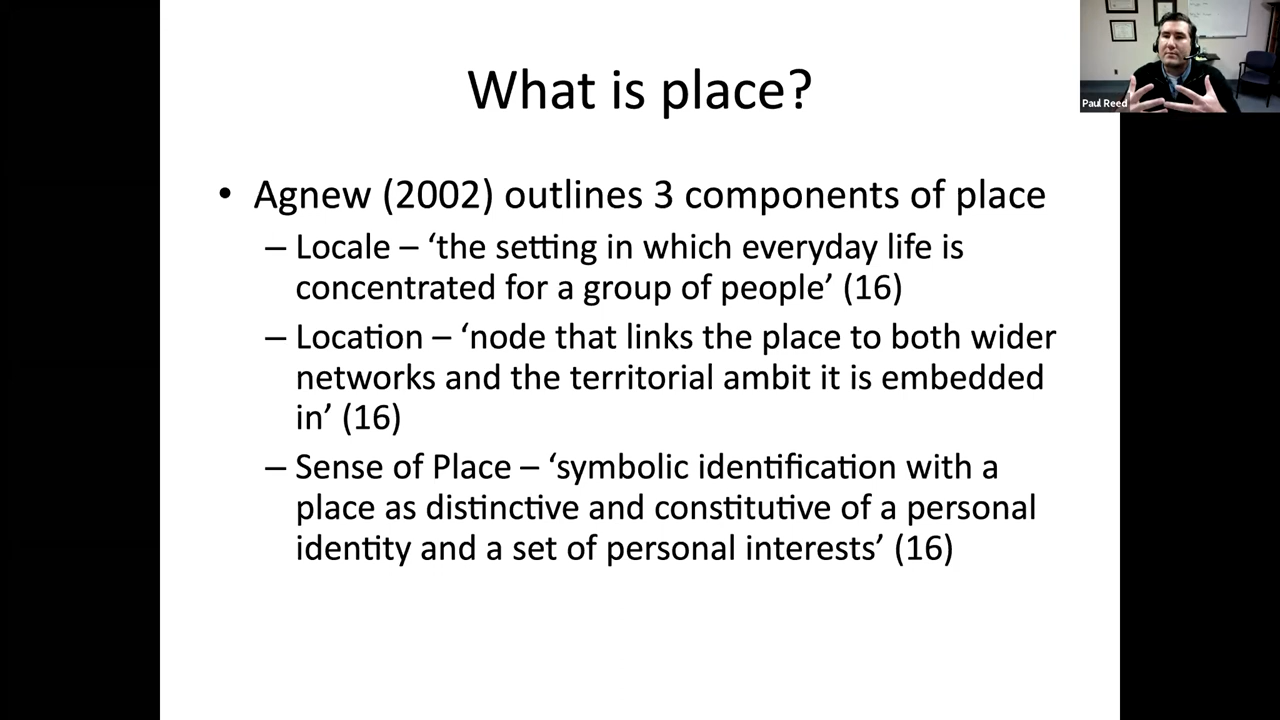 What is place?
Paul Reed
• Agnew (2002) outlines 3 components of place
– Locale – ‘the setting in which everyday life is
concentrated for a group of people’ (16)
– Location – ‘node that links the place to both wider
networks and the territorial ambit it is embedded
in’ (16)
– Sense of Place – ‘symbolic identification with a
place as distinctive and constitutive of a personal
identity and a set of personal interests’ (16)